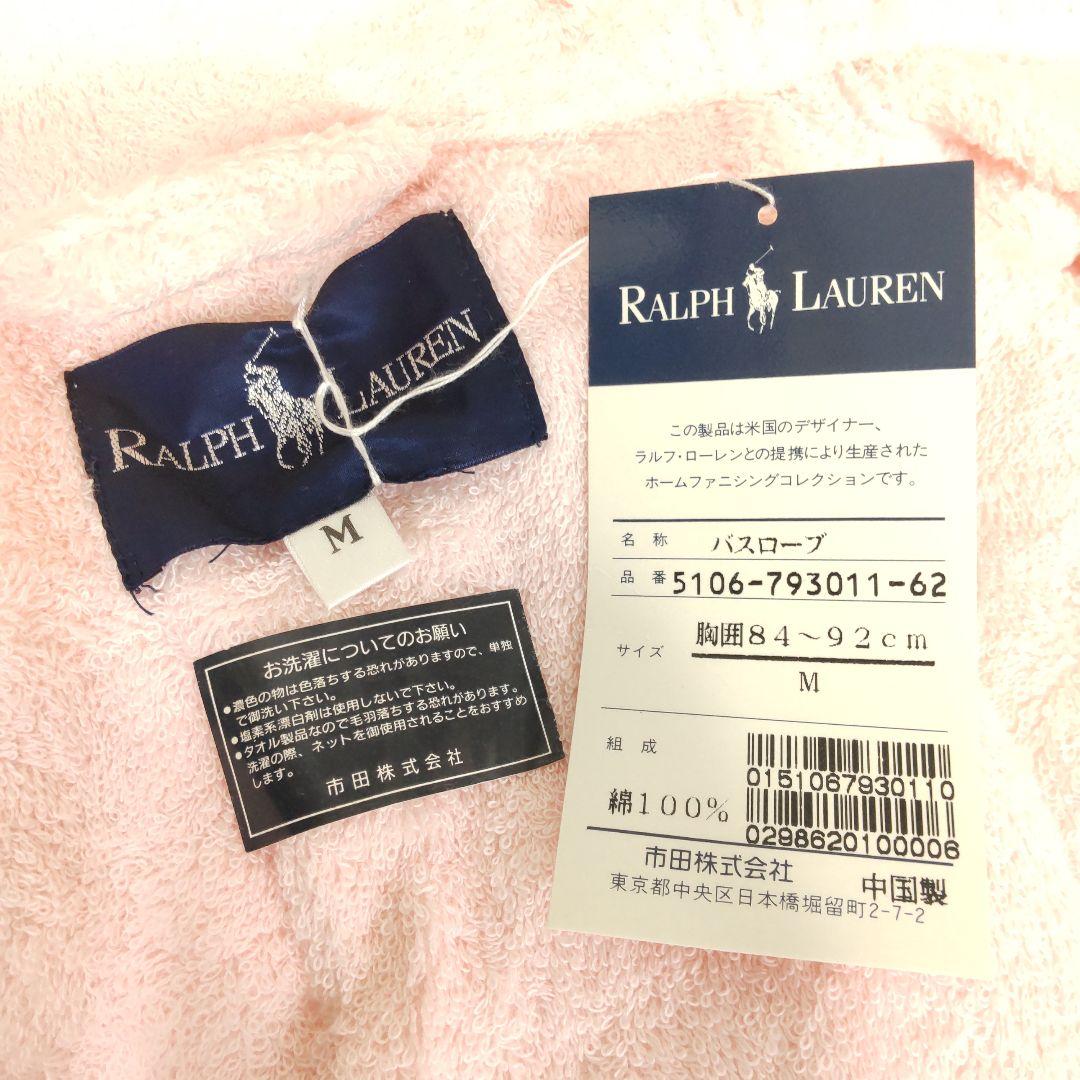 RALPH LAUREN
M
お洗濯についてのお願い
●濃色の物は色落ちする恐れがありますので、単独
で御洗い下さい。
●塩素系漂白剤は使用しないで下さい。
●タオル製品なので毛羽落ちする恐れがあります。
洗濯の際、ネットを御使用されることをおすすめ
します。
市田株式会社
RALPH LAUREN
この製品は米国のデザイナー、
ラルフ・ローレンとの提携により生産された
ホームファニシングコレクションです。
名 称 バスローブ
品 番 5106-793011-62
サイズ 胸囲84～92cm
M
組 成
綿100%
0151067930110
0298620100006
市田株式会社 中国製
東京都中央区日本橋堀留町2-7-2